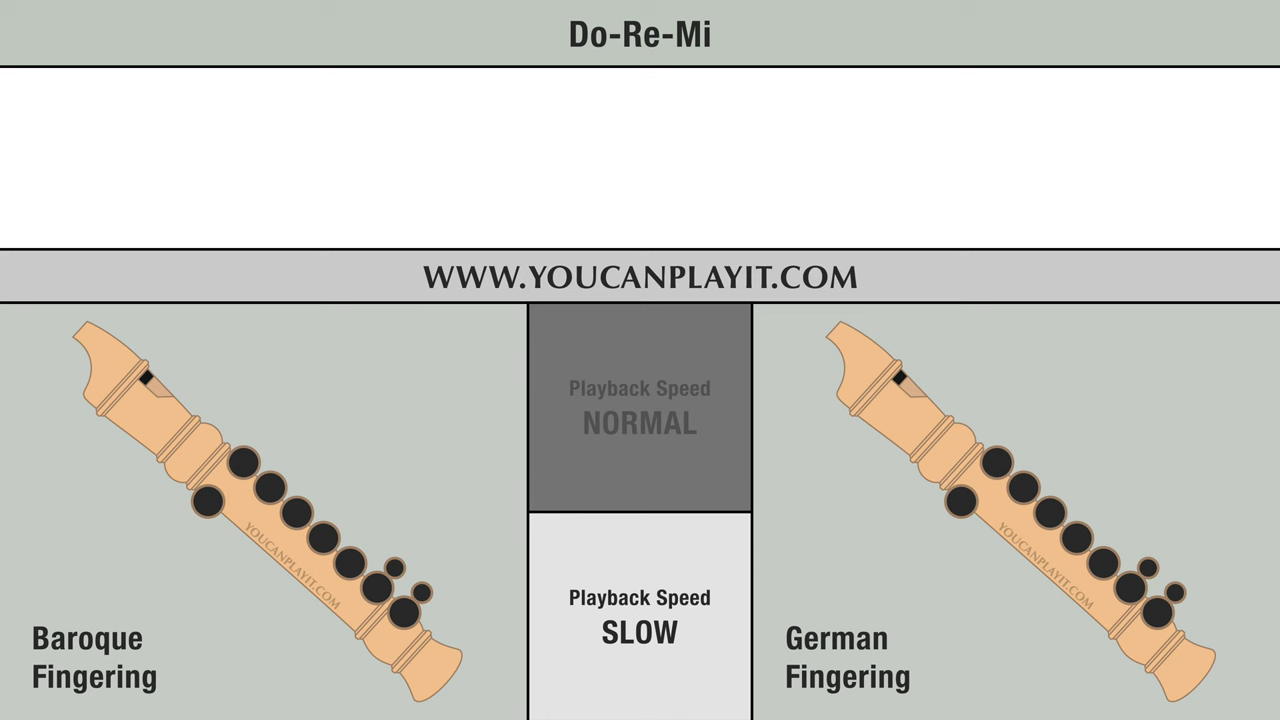 Do-Re-Mi
WWW.YOUCANPLAYIT.COM
Playback Speed
NORMAL
YOUCANPLAYIT.COM
YOUCANPLAYIT.COM
Playback Speed
SLOW
Baroque
Fingering
German
Fingering